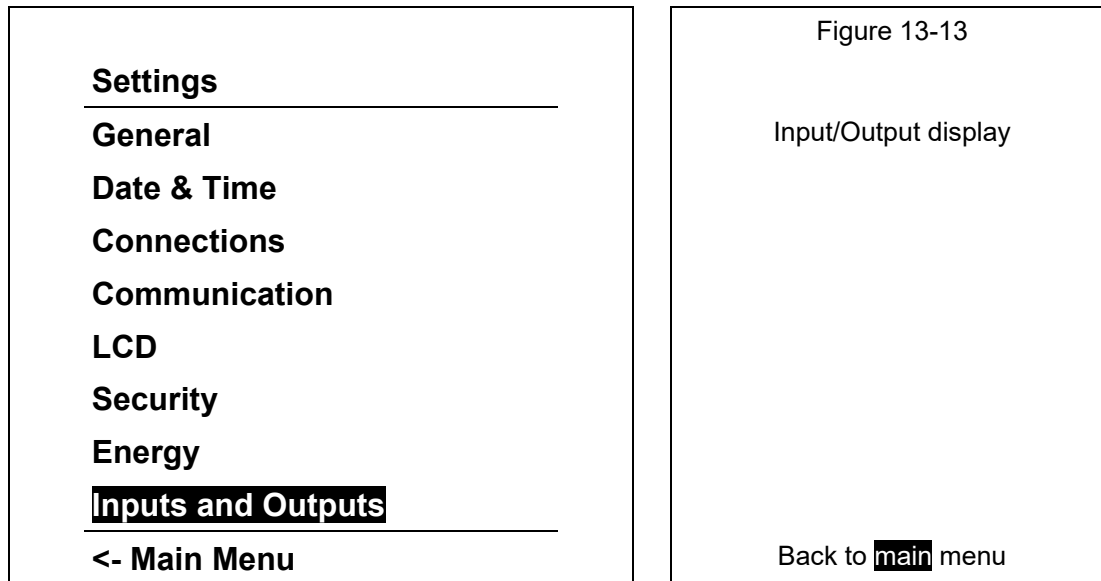 Settings
General
Date & Time
Connections
Communication
LCD
Security
Energy
Inputs and Outputs
<- Main Menu
Figure 13-13
Input/Output display
Back to main menu